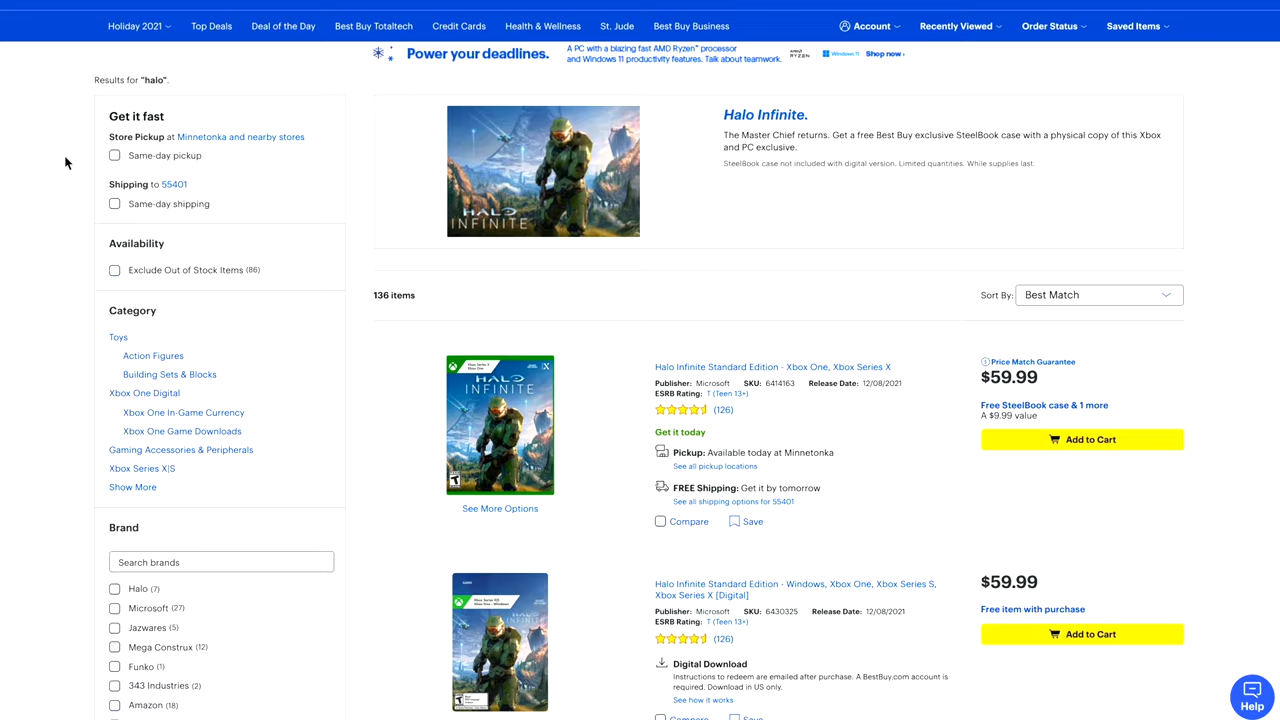 Holiday 2021 Top Deals Deal of the Day Best Buy Totaltech Credit Cards Health & Wellness St. Jude Best Buy Business Account Recently Viewed Order Status Saved Items
Power your deadlines.
A PC with a blazing fast AMD Ryzen™ processor
and Windows 11 productivity features. Talk about teamwork.
AMD
RYZEN
Windows 11
Shop now ›
Results for "halo".
Get it fast
Store Pickup at Minnetonka and nearby stores
Same-day pickup
Shipping to 55401
Same-day shipping
Availability
Exclude Out of Stock Items (86)
Category
Toys
Action Figures
Building Sets & Blocks
Xbox One Digital
Xbox One In-Game Currency
Xbox One Game Downloads
Gaming Accessories & Peripherals
Xbox Series X|S
Show More
Brand
Search brands
Halo (7)
Microsoft (27)
Jazwares (5)
Mega Construx (12)
Funko (1)
343 Industries (2)
Amazon (18)
HALO
INFINITE
Halo Infinite.
The Master Chief returns. Get a free Best Buy exclusive SteelBook case with a physical copy of this Xbox
and PC exclusive.
SteelBook case not included with digital version. Limited quantities. While supplies last.
136 items
Sort By: Best Match
HALO
INFINITE
See More Options
Halo Infinite Standard Edition - Xbox One, Xbox Series X
Publisher: Microsoft SKU: 6414163 Release Date: 12/08/2021
ESRB Rating: T (Teen 13+)
(126)
Get it today
Pickup: Available today at Minnetonka
See all pickup locations
FREE Shipping: Get it by tomorrow
See all shipping options for 55401
Compare Save
Price Match Guarantee
$59.99
Free SteelBook case & 1 more
A $9.99 value
Add to Cart
HALO
INFINITE
Halo Infinite Standard Edition - Windows, Xbox One, Xbox Series S,
Xbox Series X [Digital]
Publisher: Microsoft SKU: 6430325 Release Date: 12/08/2021
ESRB Rating: T (Teen 13+)
(126)
Digital Download
Instructions to redeem are emailed after purchase. A BestBuy.com account is
required. Download in US only.
See how it works
Compare Save
$59.99
Free item with purchase
Add to Cart
Help